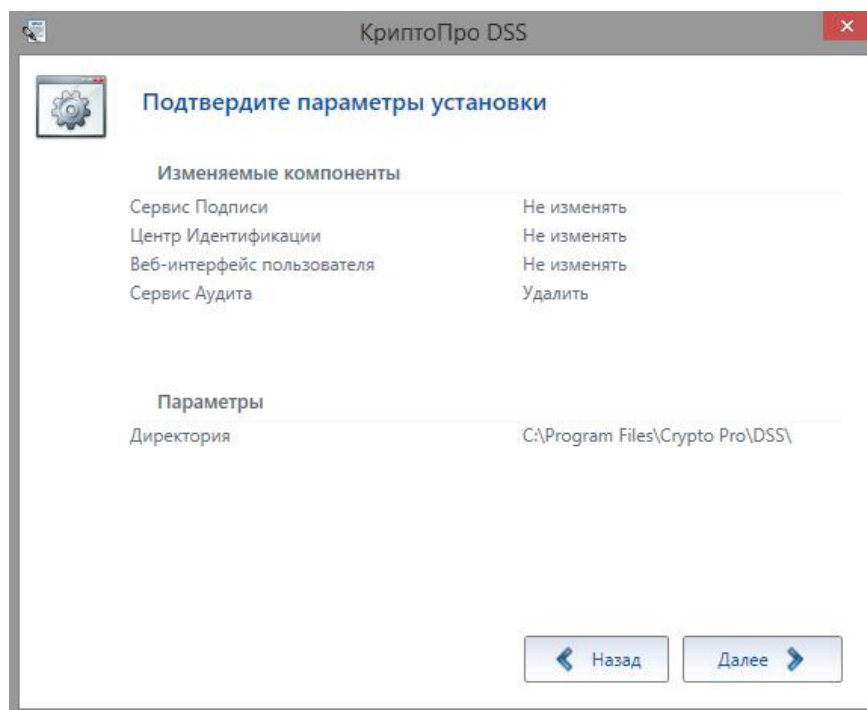 КриптоПро DSS
Подтвердите параметры установки
Изменяемые компоненты
Сервис Подписи Не изменять
Центр Идентификации Не изменять
Веб-интерфейс пользователя Не изменять
Сервис Аудита Удалить
Параметры
Директория C:\Program Files\Crypto Pro\DSS\
Назад Далее